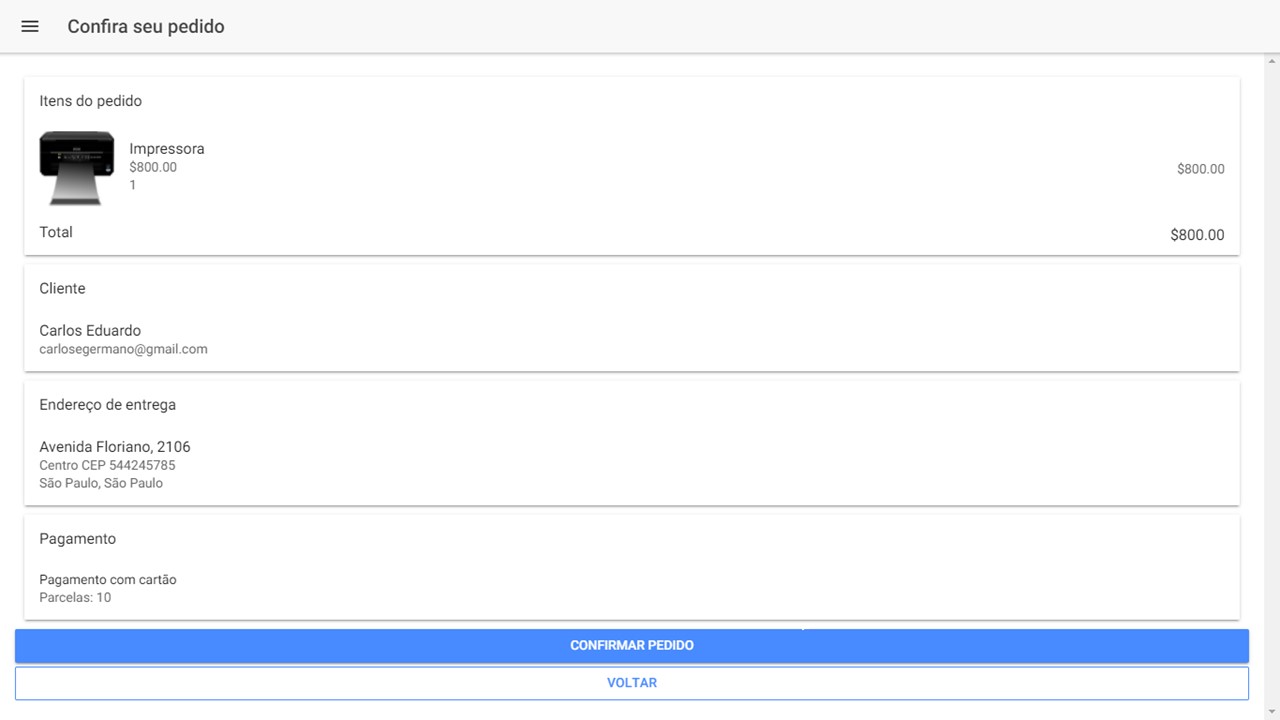 Confira seu pedido
Itens do pedido
Impressora
$800.00
1
$800.00
Total
$800.00
Cliente
Carlos Eduardo
carlosegermano@gmail.com
Endereço de entrega
Avenida Floriano, 2106
Centro CEP 544245785
São Paulo, São Paulo
Pagamento
Pagamento com cartão
Parcelas: 10
CONFIRMAR PEDIDO
VOLTAR